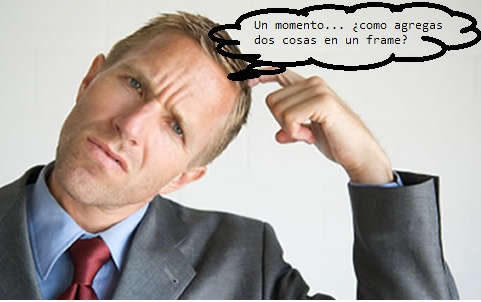 Un momento... ¿como agregas
dos cosas en un frame?